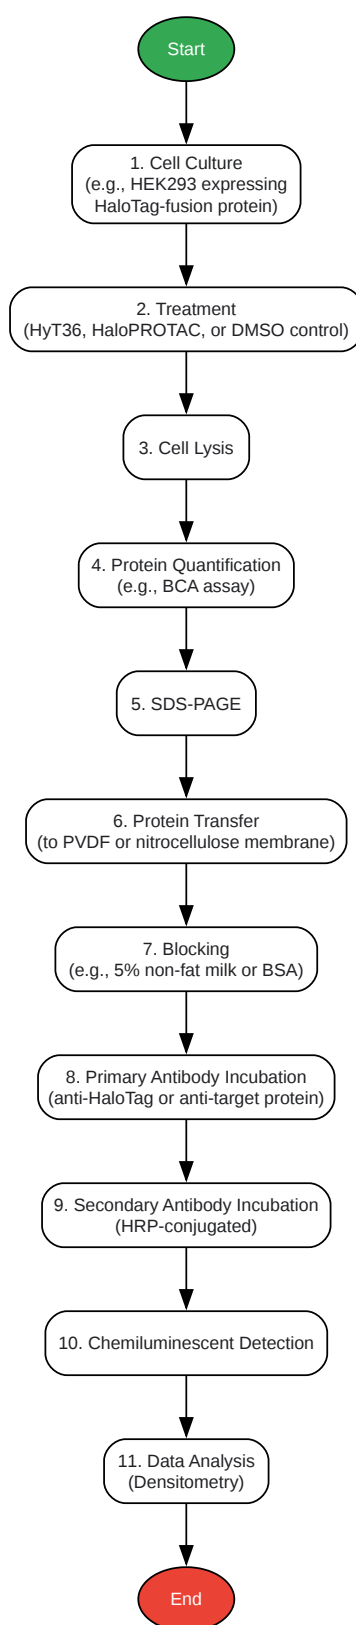 Start
1. Cell Culture
(e.g., HEK293 expressing
HaloTag-fusion protein)
2. Treatment
(HyT36, HaloPROTAC, or DMSO control)
3. Cell Lysis
4. Protein Quantification
(e.g., BCA assay)
5. SDS-PAGE
6. Protein Transfer
(to PVDF or nitrocellulose membrane)
7. Blocking
(e.g., 5% non-fat milk or BSA)
8. Primary Antibody Incubation
(anti-HaloTag or anti-target protein)
9. Secondary Antibody Incubation
(HRP-conjugated)
10. Chemiluminescent Detection
11. Data Analysis
(Densitometry)
End